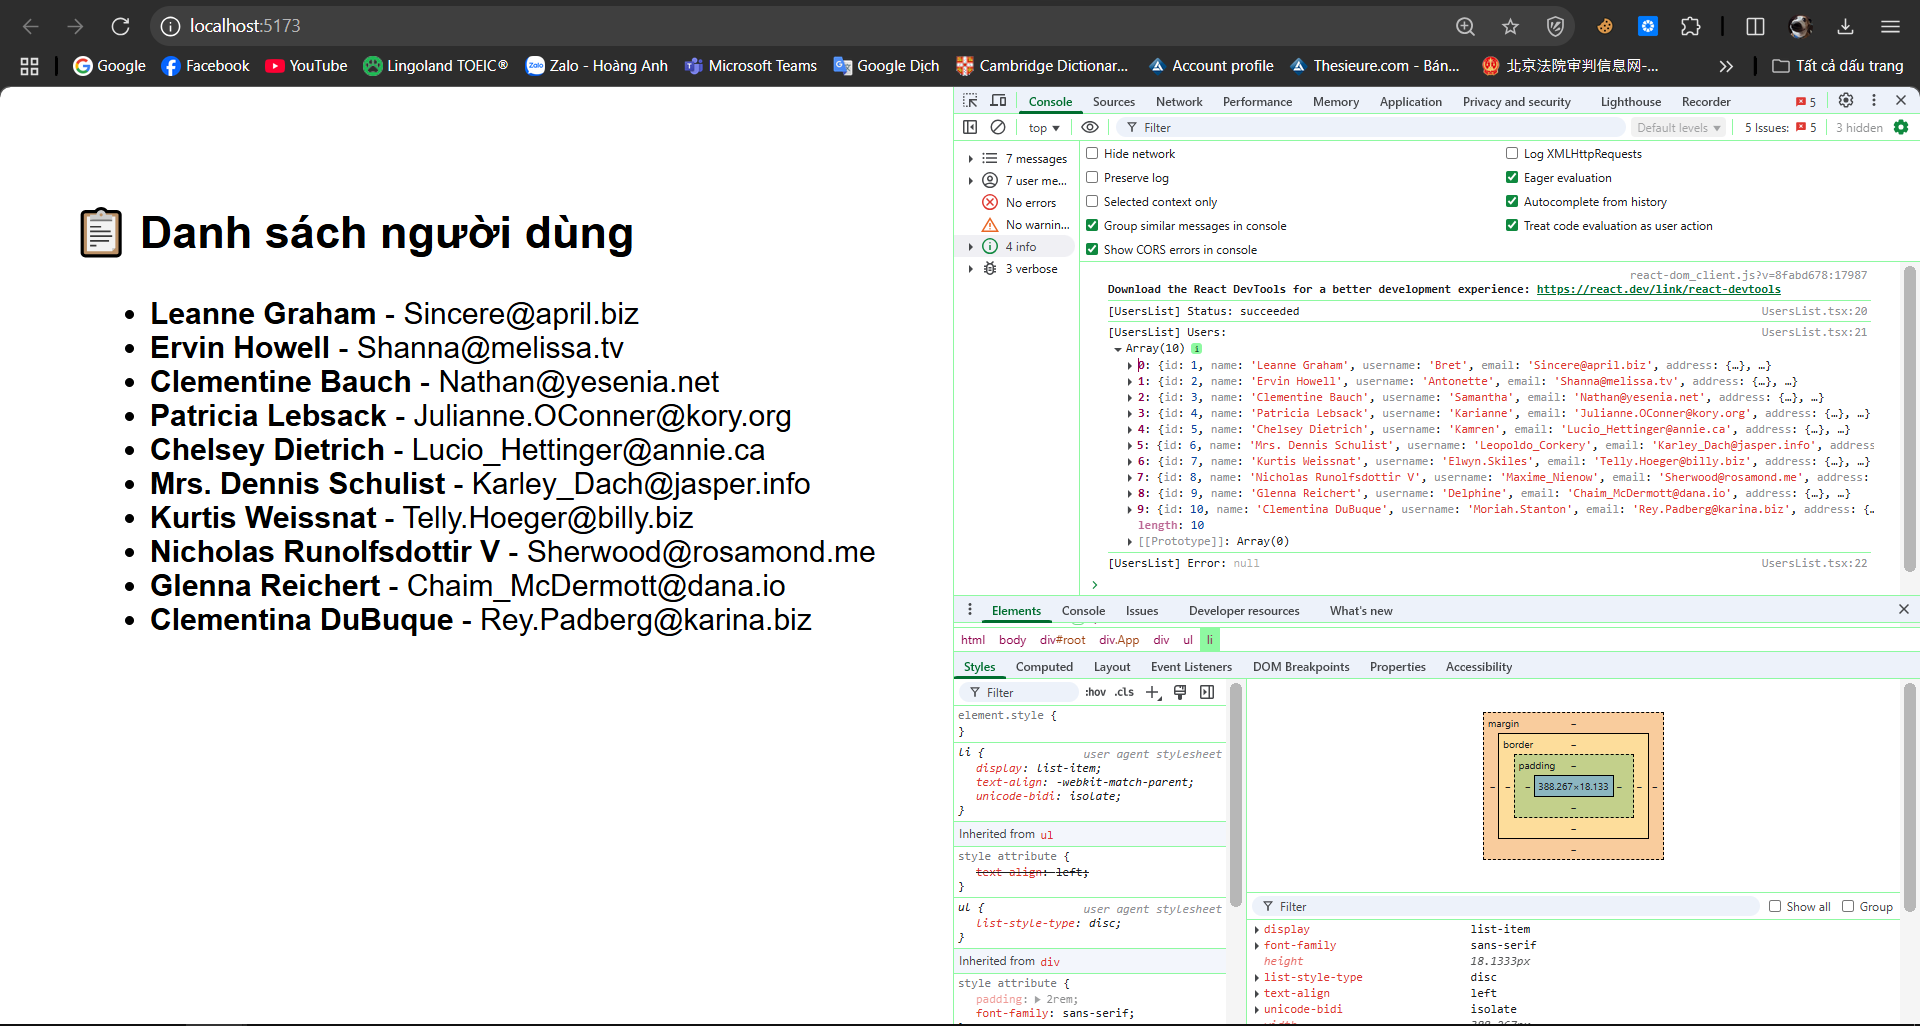 localhost:5173
Google Facebook YouTube Lingoland TOEIC® Zalo - Hoàng Anh Microsoft Teams Google Dịch Cambridge Dictionar... Account profile Thesieure.com - Bán... 北京法院审判信息网-... Tất cả dấu trang
📋 Danh sách người dùng
• Leanne Graham - Sincere@april.biz
• Ervin Howell - Shanna@melissa.tv
• Clementine Bauch - Nathan@yesenia.net
• Patricia Lebsack - Julianne.OConner@kory.org
• Chelsey Dietrich - Lucio_Hettinger@annie.ca
• Mrs. Dennis Schulist - Karley_Dach@jasper.info
• Kurtis Weissnat - Telly.Hoeger@billy.biz
• Nicholas Runolfsdottir V - Sherwood@rosamond.me
• Glenna Reichert - Chaim_McDermott@dana.io
• Clementina DuBuque - Rey.Padberg@karina.biz
Console Sources Network Performance Memory Application Privacy and security Lighthouse Recorder 5
top Filter Default levels 5 Issues: 5 3 hidden
7 messages
7 user me...
No errors
No warnin...
4 info
3 verbose
Hide network Log XMLHttpRequests
Preserve log Eager evaluation
Selected context only Autocomplete from history
Group similar messages in console Treat code evaluation as user action
Show CORS errors in console
react-dom_client.js?v=8fabd678:17987
Download the React DevTools for a better development experience: https://react.dev/link/react-devtools
[UsersList] Status: succeeded UsersList.tsx:20
[UsersList] Users: UsersList.tsx:21
Array(10) i
0: {id: 1, name: 'Leanne Graham', username: 'Bret', email: 'Sincere@april.biz', address: {…}, …}
1: {id: 2, name: 'Ervin Howell', username: 'Antonette', email: 'Shanna@melissa.tv', address: {…}, …}
2: {id: 3, name: 'Clementine Bauch', username: 'Samantha', email: 'Nathan@yesenia.net', address: {…}, …}
3: {id: 4, name: 'Patricia Lebsack', username: 'Karianne', email: 'Julianne.OConner@kory.org', address: {…}, …}
4: {id: 5, name: 'Chelsey Dietrich', username: 'Kamren', email: 'Lucio_Hettinger@annie.ca', address: {…}, …}
5: {id: 6, name: 'Mrs. Dennis Schulist', username: 'Leopoldo_Corkery', email: 'Karley_Dach@jasper.info', address
6: {id: 7, name: 'Kurtis Weissnat', username: 'Elwyn.Skiles', email: 'Telly.Hoeger@billy.biz', address: {…}, …}
7: {id: 8, name: 'Nicholas Runolfsdottir V', username: 'Maxime_Nienow', email: 'Sherwood@rosamond.me', address:
8: {id: 9, name: 'Glenna Reichert', username: 'Delphine', email: 'Chaim_McDermott@dana.io', address: {…}, …}
9: {id: 10, name: 'Clementina DuBuque', username: 'Moriah.Stanton', email: 'Rey.Padberg@karina.biz', address: {…
length: 10
[[Prototype]]: Array(0)
[UsersList] Error: null UsersList.tsx:22
Elements Console Issues Developer resources What's new
html body div#root div.App div ul li
Styles Computed Layout Event Listeners DOM Breakpoints Properties Accessibility
Filter :hov .cls
element.style {
}
li { user agent stylesheet
display: list-item;
text-align: -webkit-match-parent;
unicode-bidi: isolate;
}
Inherited from ul
style attribute {
text-align: left;
}
ul { user agent stylesheet
list-style-type: disc;
}
Inherited from div
style attribute {
padding: 2rem;
font-family: sans-serif;
margin –
border –
padding –
– – – 388.267×18.133 – – –
–
–
–
Filter Show all Group
display list-item
font-family sans-serif
height 18.1333px
list-style-type disc
text-align left
unicode-bidi isolate